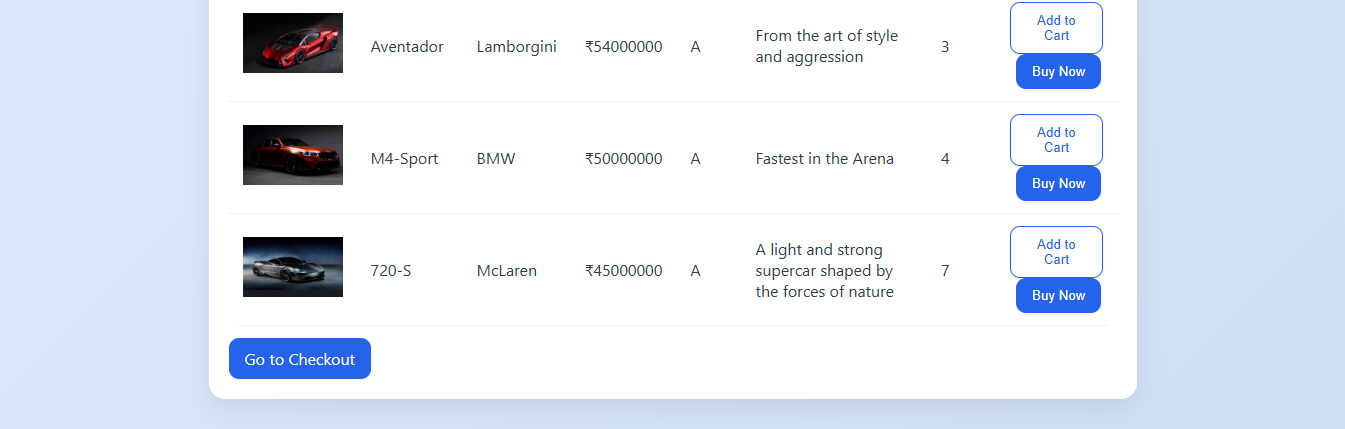 Aventador Lamborgini ₹54000000 A From the art of style 3 Add to
and aggression Cart
Buy Now
M4-Sport BMW ₹50000000 A Fastest in the Arena 4 Add to
Cart
Buy Now
720-S McLaren ₹45000000 A A light and strong 7 Add to
supercar shaped by Cart
the forces of nature Buy Now
Go to Checkout